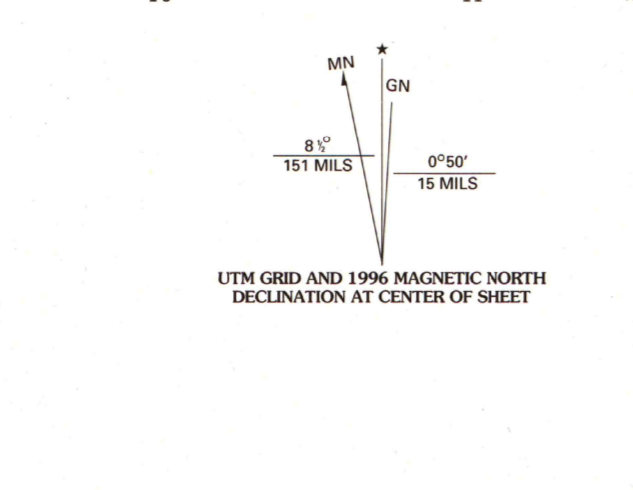 MN
GN
8½°
151 MILS
0°50′
15 MILS
UTM GRID AND 1996 MAGNETIC NORTH
DECLINATION AT CENTER OF SHEET